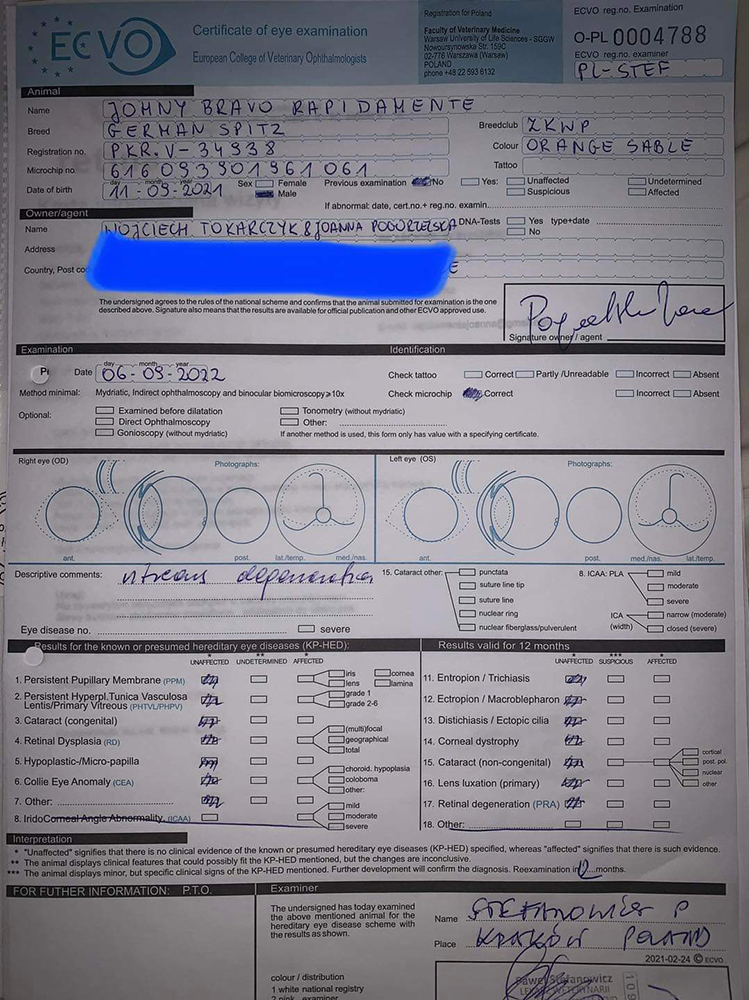 ECVO
Certificate of eye examination
European College of Veterinary Ophthalmologists
Registration for Poland
Faculty of Veterinary Medicine
Warsaw University of Life Sciences - SGGW
Nowoursynowska Str. 159C
02-776 Warszawa (Warsaw)
POLAND
phone +48 22 593 6132
ECVO reg.no. Examination
O-PL 0004788
ECVO reg.no. examiner
PL-STEF
Animal
Name JOHNY BRAVO RAPIDAMENTE
Breed GERMAN SPITZ Breedclub ZKWP
Registration no. PKR.V-34938 Colour ORANGE SABLE
Microchip no. 616093901961061 Tattoo
Date of birth day month year 11-09-2021 Sex Female Male Previous examination No Yes: Unaffected Suspicious Undetermined Affected
If abnormal: date, cert.no.+ reg.no. examin.
Owner/agent
Name WOJCIECH TOKARCZYK & JOANNA POGORZELSKA DNA-Tests Yes type+date No
Address
Country, Post co E
The undersigned agrees to the rules of the national scheme and confirms that the animal submitted for examination is the one
described above. Signature also means that the results are available for official publication and other ECVO approved use.
Signature owner / agent
Examination Identification
Date day month year 06-09-2022 Check tattoo Correct Partly /Unreadable Incorrect Absent
Method minimal: Mydriatic, Indirect ophthalmoscopy and binocular biomicroscopy ≥10x Check microchip Correct Incorrect Absent
Optional: Examined before dilatation Tonometry (without mydriatic)
Direct Ophthalmoscopy Other:
Gonioscopy (without mydriatic) If another method is used, this form only has value with a specifying certificate.
Right eye (OD) Photographs: Left eye (OS) Photographs:
ant. post. lat./temp. med./nas. ant. post. med./nas. lat./temp.
Descriptive comments: vitreous degeneration
15. Cataract other: punctata
suture line tip
suture line
nuclear ring
nuclear fiberglass/pulverulent
8. ICAA: PLA mild
moderate
severe
ICA (width) narrow (moderate)
closed (severe)
Eye disease no. severe
Results for the known or presumed hereditary eye diseases (KP-HED): Results valid for 12 months
* UNAFFECTED ** UNDETERMINED * AFFECTED * UNAFFECTED *** SUSPICIOUS * AFFECTED
1. Persistent Pupillary Membrane (PPM) iris cornea lens lamina
2. Persistent Hyperpl.Tunica Vasculosa
Lentis/Primary Vitreous (PHTVL/PHPV) grade 1 grade 2-6
3. Cataract (congenital)
4. Retinal Dysplasia (RD) (multi)focal geographical total
5. Hypoplastic-/Micro-papilla
6. Collie Eye Anomaly (CEA) choroid. hypoplasia coloboma other:
7. Other:
8. IridoCorneal Angle Abnormality, (ICAA) mild moderate severe
11. Entropion / Trichiasis
12. Ectropion / Macroblepharon
13. Distichiasis / Ectopic cilia
14. Corneal dystrophy
15. Cataract (non-congenital) cortical post. pol. nuclear other
16. Lens luxation (primary)
17. Retinal degeneration (PRA)
18. Other:
Interpretation
* "Unaffected" signifies that there is no clinical evidence of the known or presumed hereditary eye diseases (KP-HED) specified, whereas "affected" signifies that there is such evidence.
** The animal displays clinical features that could possibly fit the KP-HED mentioned, but the changes are inconclusive.
*** The animal displays minor, but specific clinical signs of the KP-HED mentioned. Further development will confirm the diagnosis. Reexamination in 12 months.
FOR FUTHER INFORMATION: P.T.O. Examiner
The undersigned has today examined
the above mentioned animal for the
hereditary eye disease scheme with
the results as shown.
Name STEFANOWICZ P
Place KRAKÓW POLAND
2021-02-24 © ECVO
colour / distribution
1 white national registry
2 pink examiner
Paweł Stefanowicz